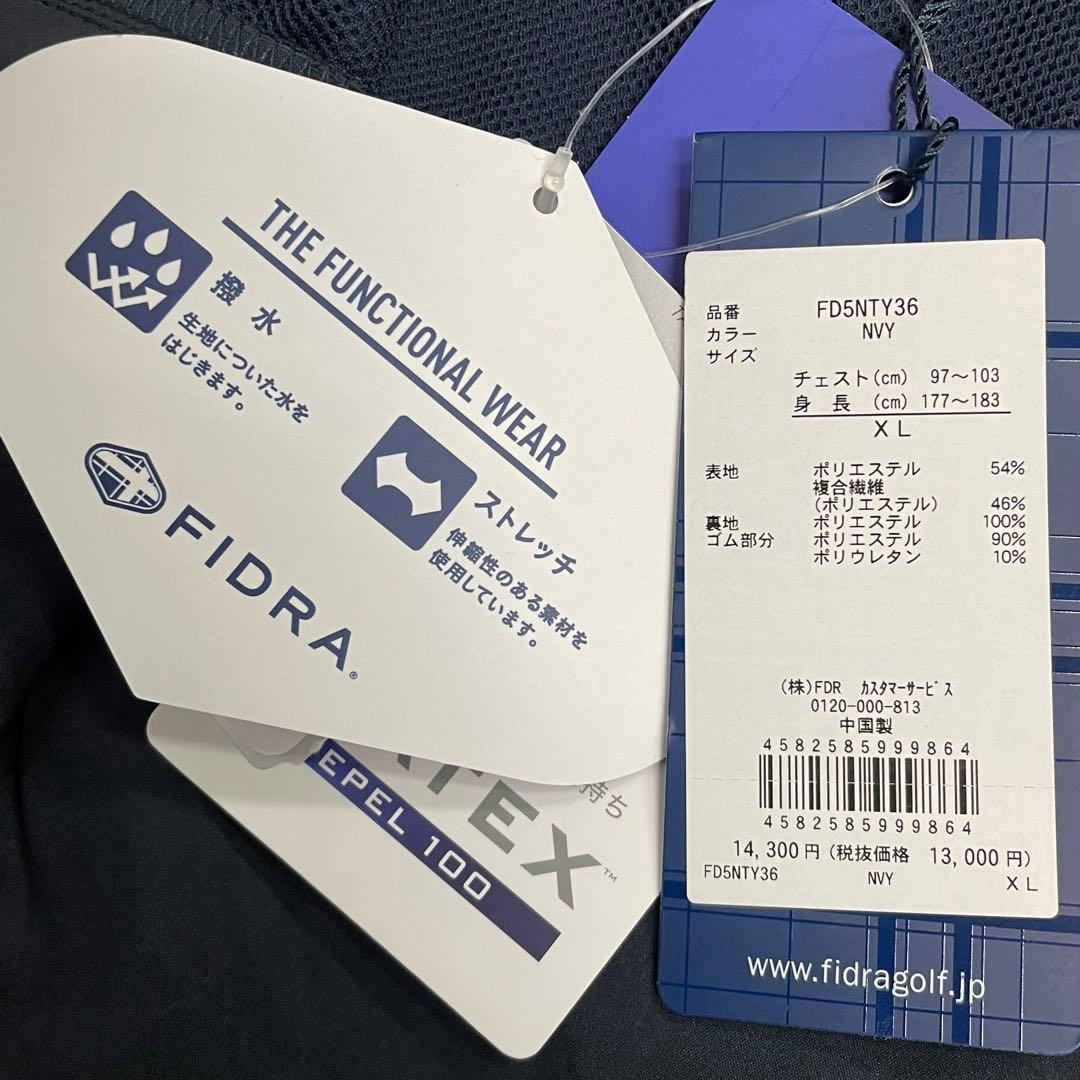 THE FUNCTIONAL WEAR
撥水
生地についた水を
はじきます。
ストレッチ
伸縮性のある素材を
使用しています。
FIDRA®
持ち
TEX™
EPEL 100
品番 FD5NTY36
カラー NVY
サイズ
チェスト(cm) 97～103
身 長 (cm) 177～183
XL
表地 ポリエステル 54%
複合繊維
(ポリエステル) 46%
裏地 ポリエステル 100%
ゴム部分 ポリエステル 90%
ポリウレタン 10%
(株)FDR ｶｽﾀﾏｰｻｰﾋﾞｽ
0120-000-813
中国製
4582585999864
4582585999864
14,300円(税抜価格 13,000円)
FD5NTY36 NVY XL
www.fidragolf.jp